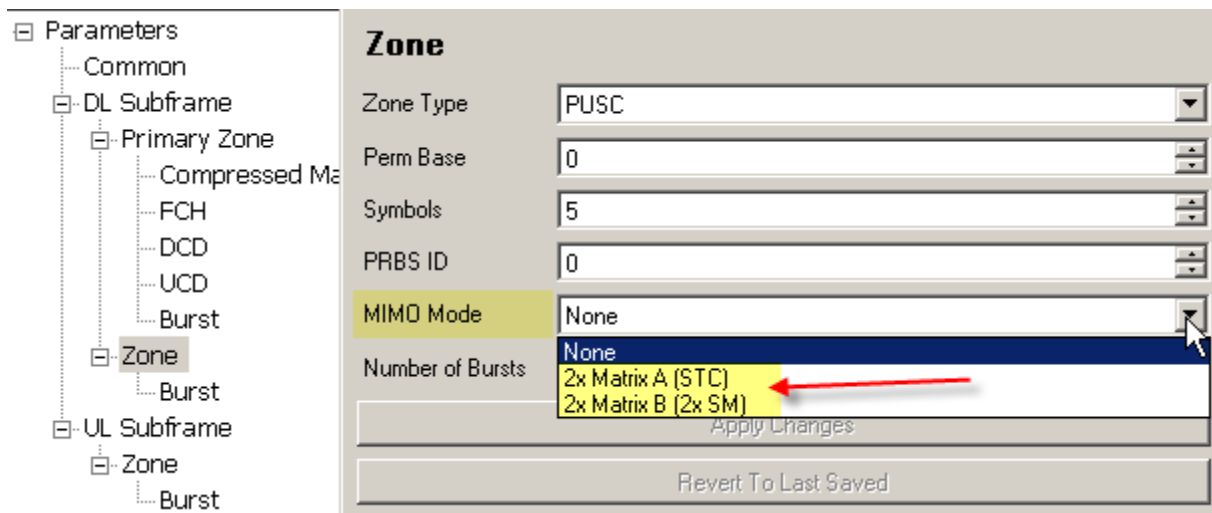 Parameters
Common
DL Subframe
Primary Zone
Compressed Ma
FCH
DCD
UCD
Burst
Zone
Burst
UL Subframe
Zone
Burst
Zone
Zone Type PUSC
Perm Base 0
Symbols 5
PRBS ID 0
MIMO Mode None
None
Number of Bursts
2x Matrix A (STC)
2x Matrix B (2x SM)
Apply Changes
Revert To Last Saved